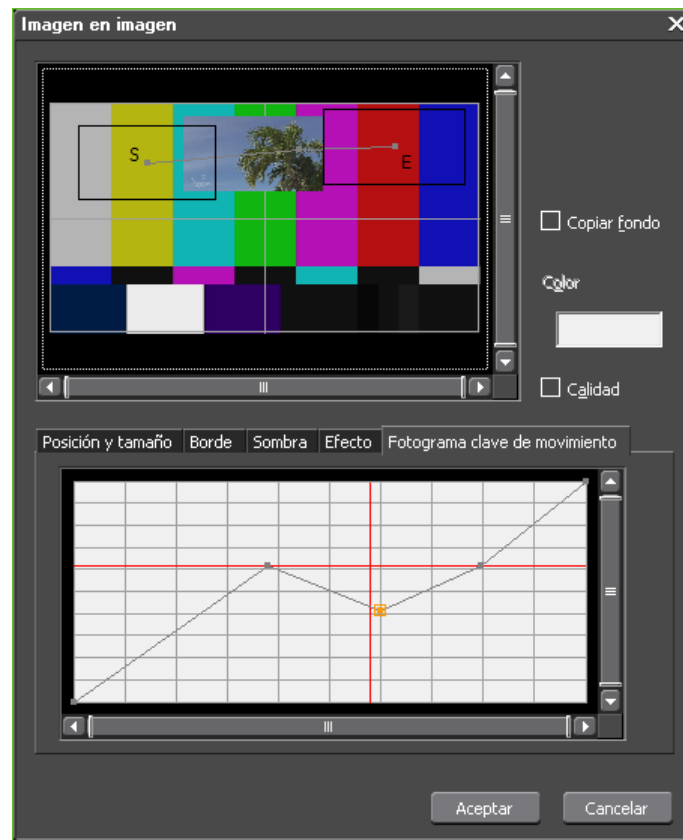 Imagen en imagen
S
E
Copiar fondo
Color
Calidad
Posición y tamaño Borde Sombra Efecto Fotograma clave de movimiento
Aceptar Cancelar